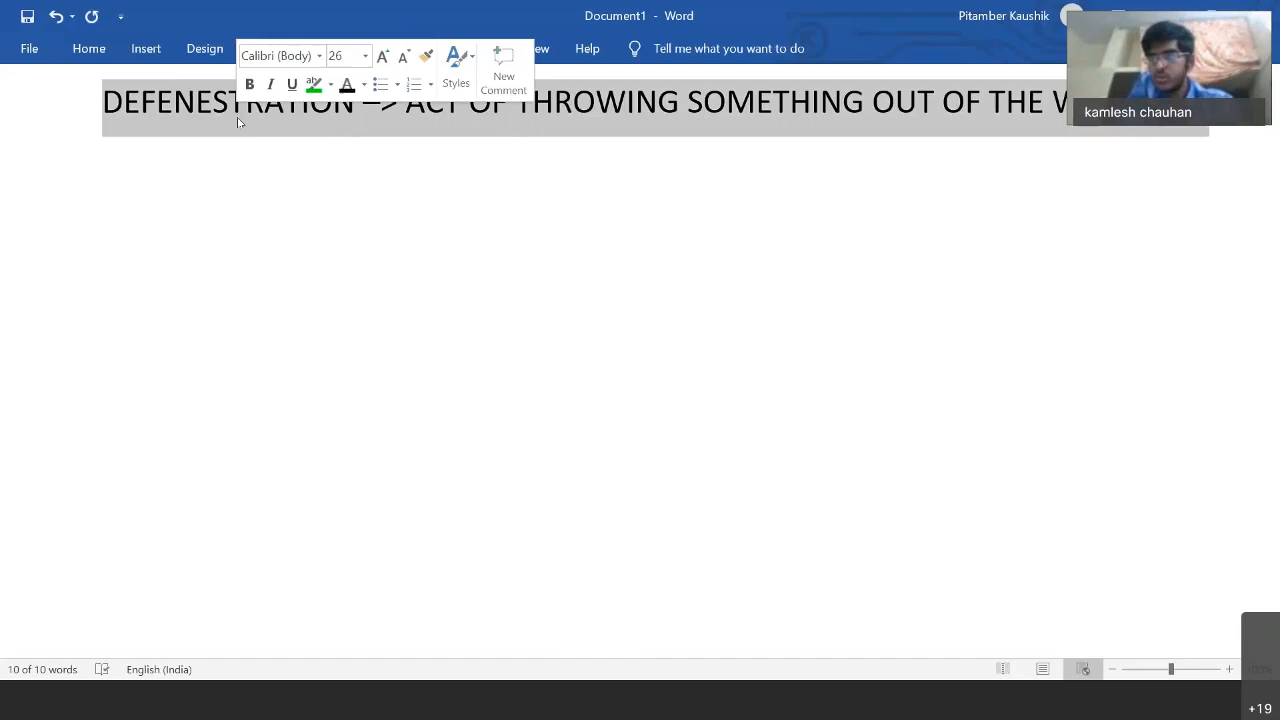 Document1 - Word
Pitamber Kaushik
File
Home
Insert
Design
Help
Tell me what you want to do
Calibri (Body)
26
B I U
Styles
New Comment
DEFENESTRATION –> ACT OF THROWING SOMETHING OUT OF THE
kamlesh chauhan
10 of 10 words
English (India)
100%
+19